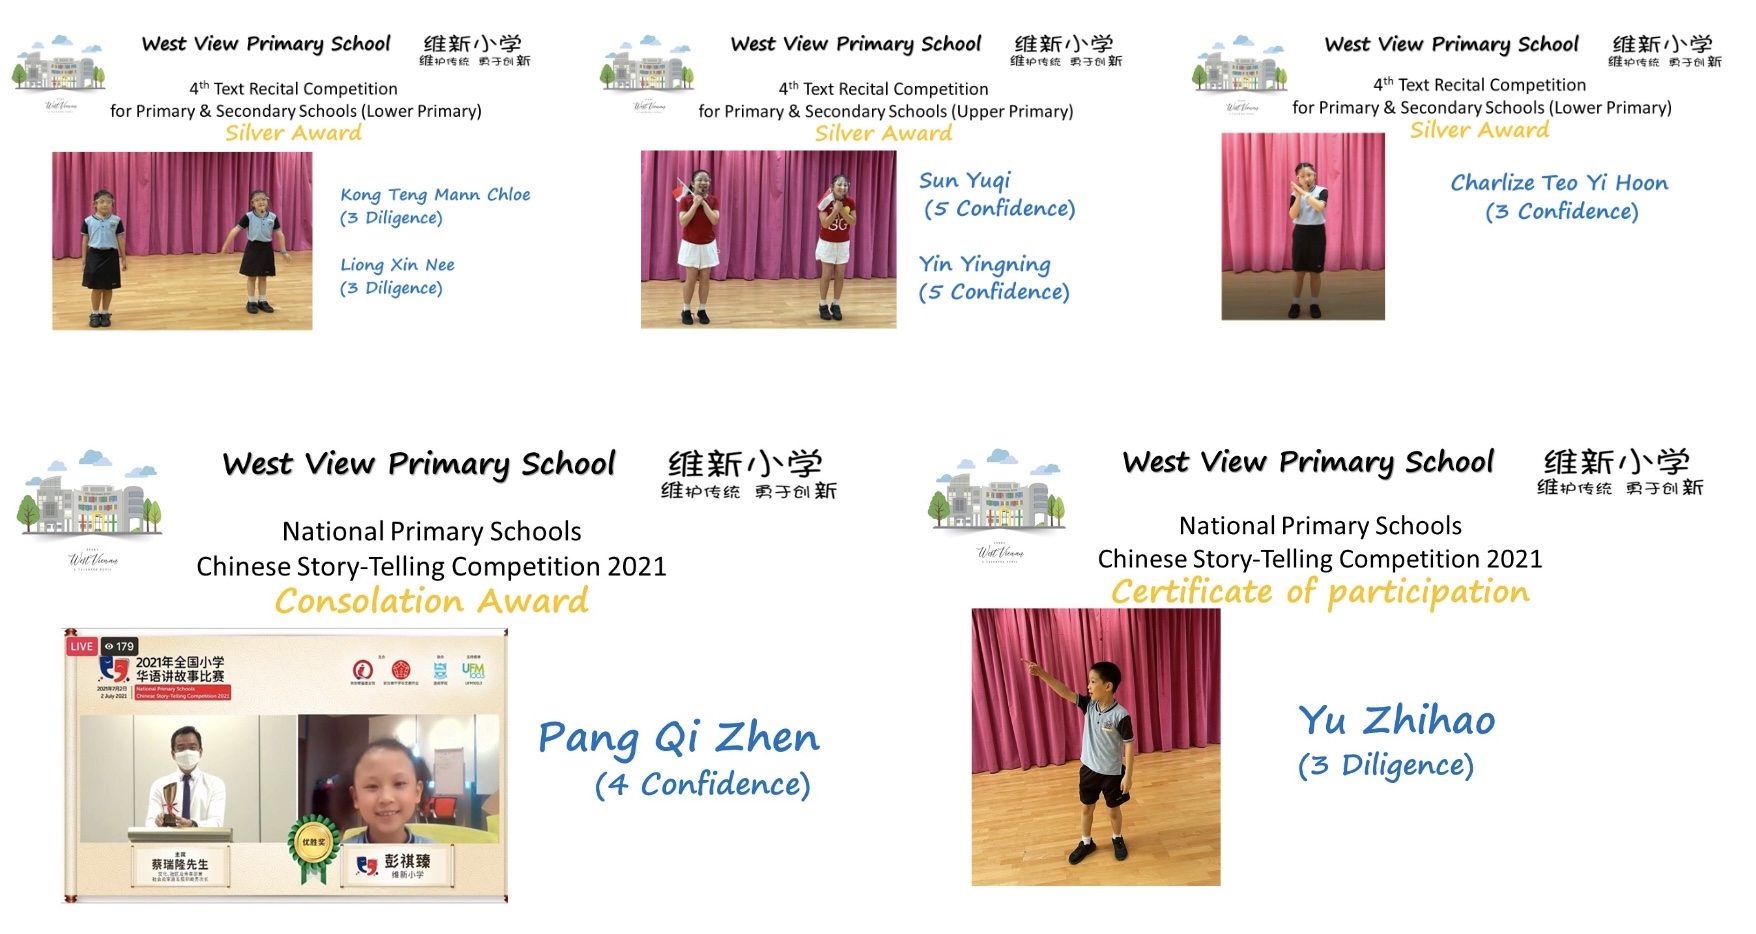 West View Primary School
维新小学
维护传统 勇于创新
4th Text Recital Competition
for Primary & Secondary Schools (Lower Primary)
Silver Award
Kong Teng Mann Chloe
(3 Diligence)
Liong Xin Nee
(3 Diligence)
West View Primary School
维新小学
维护传统 勇于创新
4th Text Recital Competition
for Primary & Secondary Schools (Upper Primary)
Silver Award
Sun Yuqi
(5 Confidence)
Yin Yingning
(5 Confidence)
SG
West View Primary School
维新小学
维护传统 勇于创新
4th Text Recital Competition
for Primary & Secondary Schools (Lower Primary)
Silver Award
Charlize Teo Yi Hoon
(3 Confidence)
West View Primary School
维新小学
维护传统 勇于创新
West Views
National Primary Schools
Chinese Story-Telling Competition 2021
Consolation Award
LIVE
179
2021年全国小学
华语讲故事比赛
2021年7月2日
2 July 2021
National Primary Schools
Chinese Story-Telling Competition 2021
UFM
100.3
优胜奖
主宾
蔡瑞隆先生
彭祺臻
维新小学
Pang Qi Zhen
(4 Confidence)
West View Primary School
维新小学
维护传统 勇于创新
West Views
National Primary Schools
Chinese Story-Telling Competition 2021
Certificate of participation
Yu Zhihao
(3 Diligence)